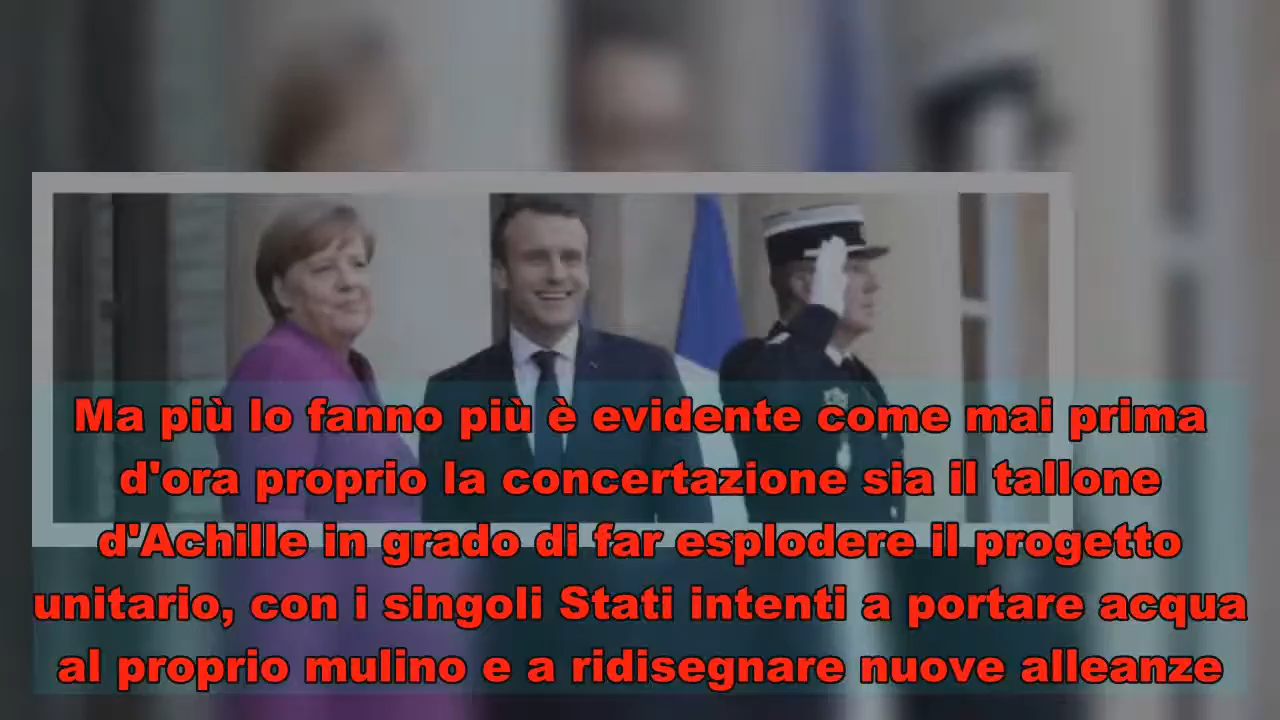 Ma più lo fanno più è evidente come mai prima
d'ora proprio la concertazione sia il tallone
d'Achille in grado di far esplodere il progetto
unitario, con i singoli Stati intenti a portare acqua
al proprio mulino e a ridisegnare nuove alleanze